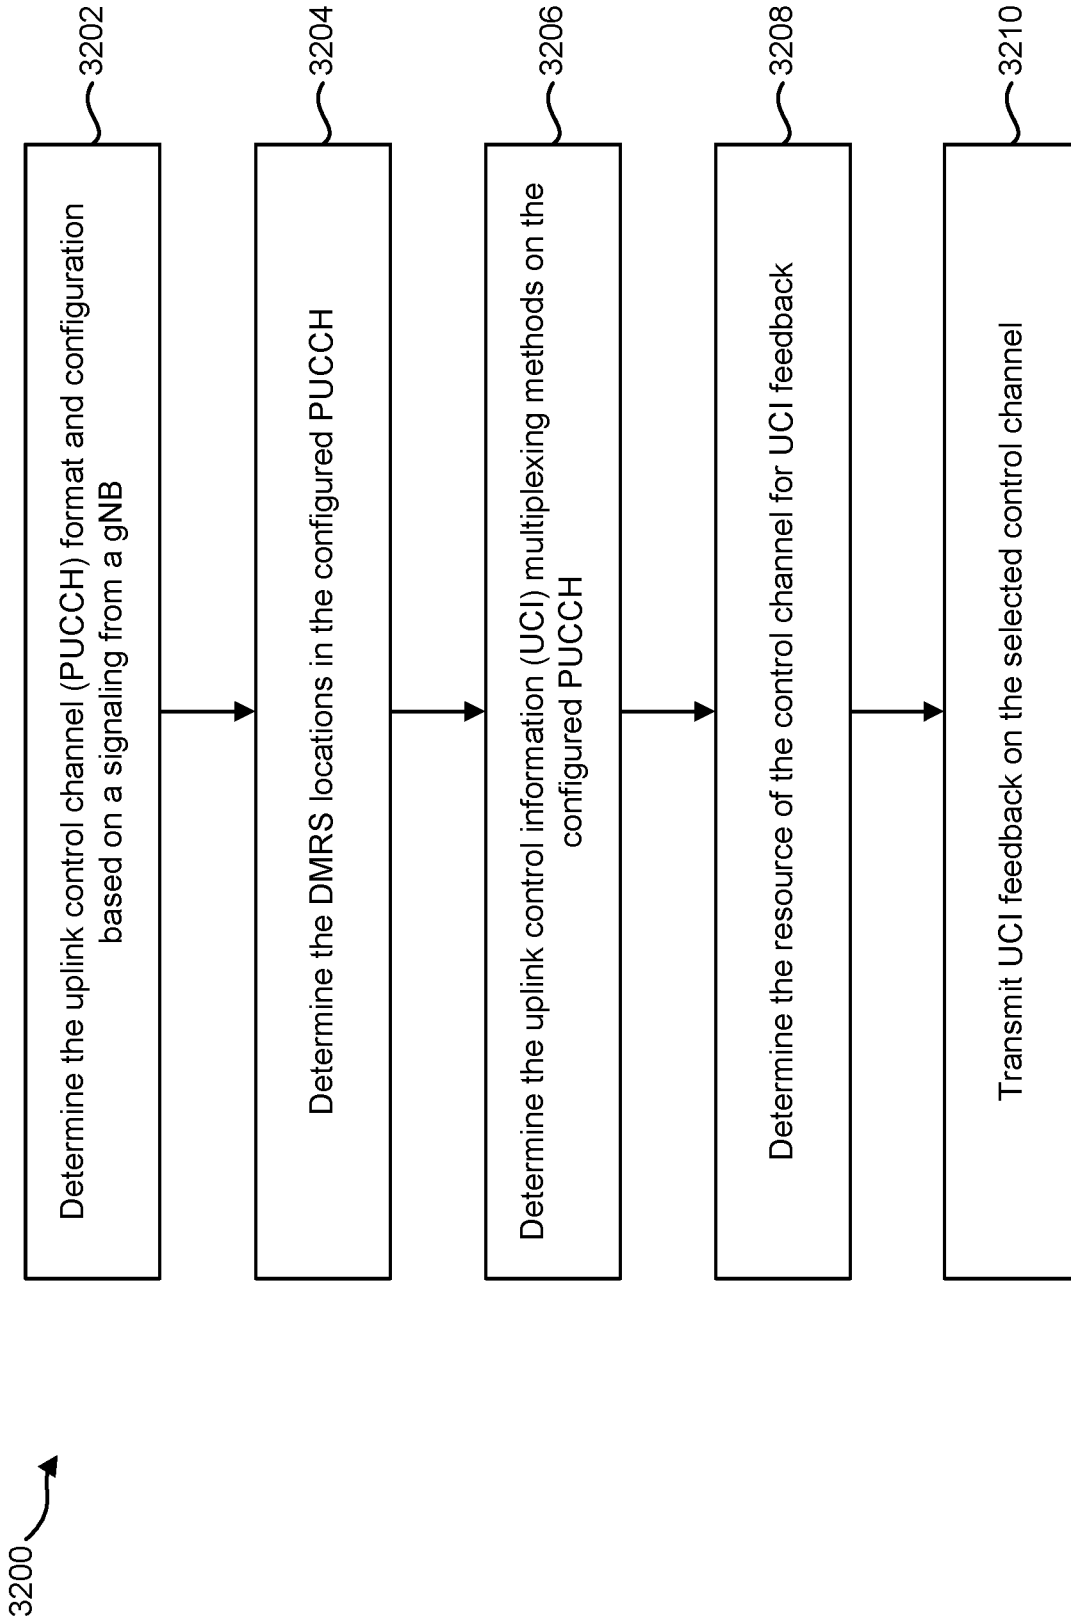 3200
Determine the uplink control channel (PUCCH) format and configuration
based on a signaling from a gNB
3202
Determine the DMRS locations in the configured PUCCH
3204
Determine the uplink control information (UCI) multiplexing methods on the
configured PUCCH
3206
Determine the resource of the control channel for UCI feedback
3208
Transmit UCI feedback on the selected control channel
3210